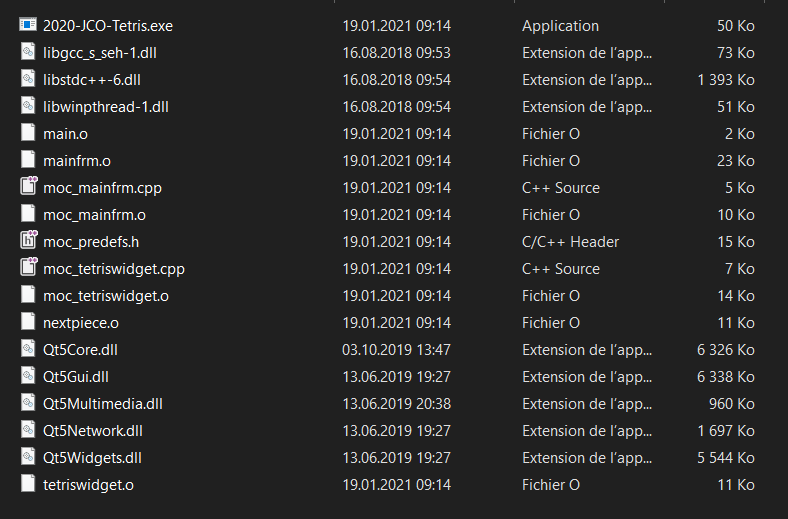 2020-JCO-Tetris.exe 19.01.2021 09:14 Application 50 Ko
libgcc_s_seh-1.dll 16.08.2018 09:53 Extension de l'app... 73 Ko
libstdc++-6.dll 16.08.2018 09:54 Extension de l'app... 1 393 Ko
libwinpthread-1.dll 16.08.2018 09:54 Extension de l'app... 51 Ko
main.o 19.01.2021 09:14 Fichier O 2 Ko
mainfrm.o 19.01.2021 09:14 Fichier O 23 Ko
moc_mainfrm.cpp 19.01.2021 09:14 C++ Source 5 Ko
moc_mainfrm.o 19.01.2021 09:14 Fichier O 10 Ko
moc_predefs.h 19.01.2021 09:14 C/C++ Header 15 Ko
moc_tetriswidget.cpp 19.01.2021 09:14 C++ Source 7 Ko
moc_tetriswidget.o 19.01.2021 09:14 Fichier O 14 Ko
nextpiece.o 19.01.2021 09:14 Fichier O 11 Ko
Qt5Core.dll 03.10.2019 13:47 Extension de l'app... 6 326 Ko
Qt5Gui.dll 13.06.2019 19:27 Extension de l'app... 6 338 Ko
Qt5Multimedia.dll 13.06.2019 20:38 Extension de l'app... 960 Ko
Qt5Network.dll 13.06.2019 19:27 Extension de l'app... 1 697 Ko
Qt5Widgets.dll 13.06.2019 19:27 Extension de l'app... 5 544 Ko
tetriswidget.o 19.01.2021 09:14 Fichier O 11 Ko